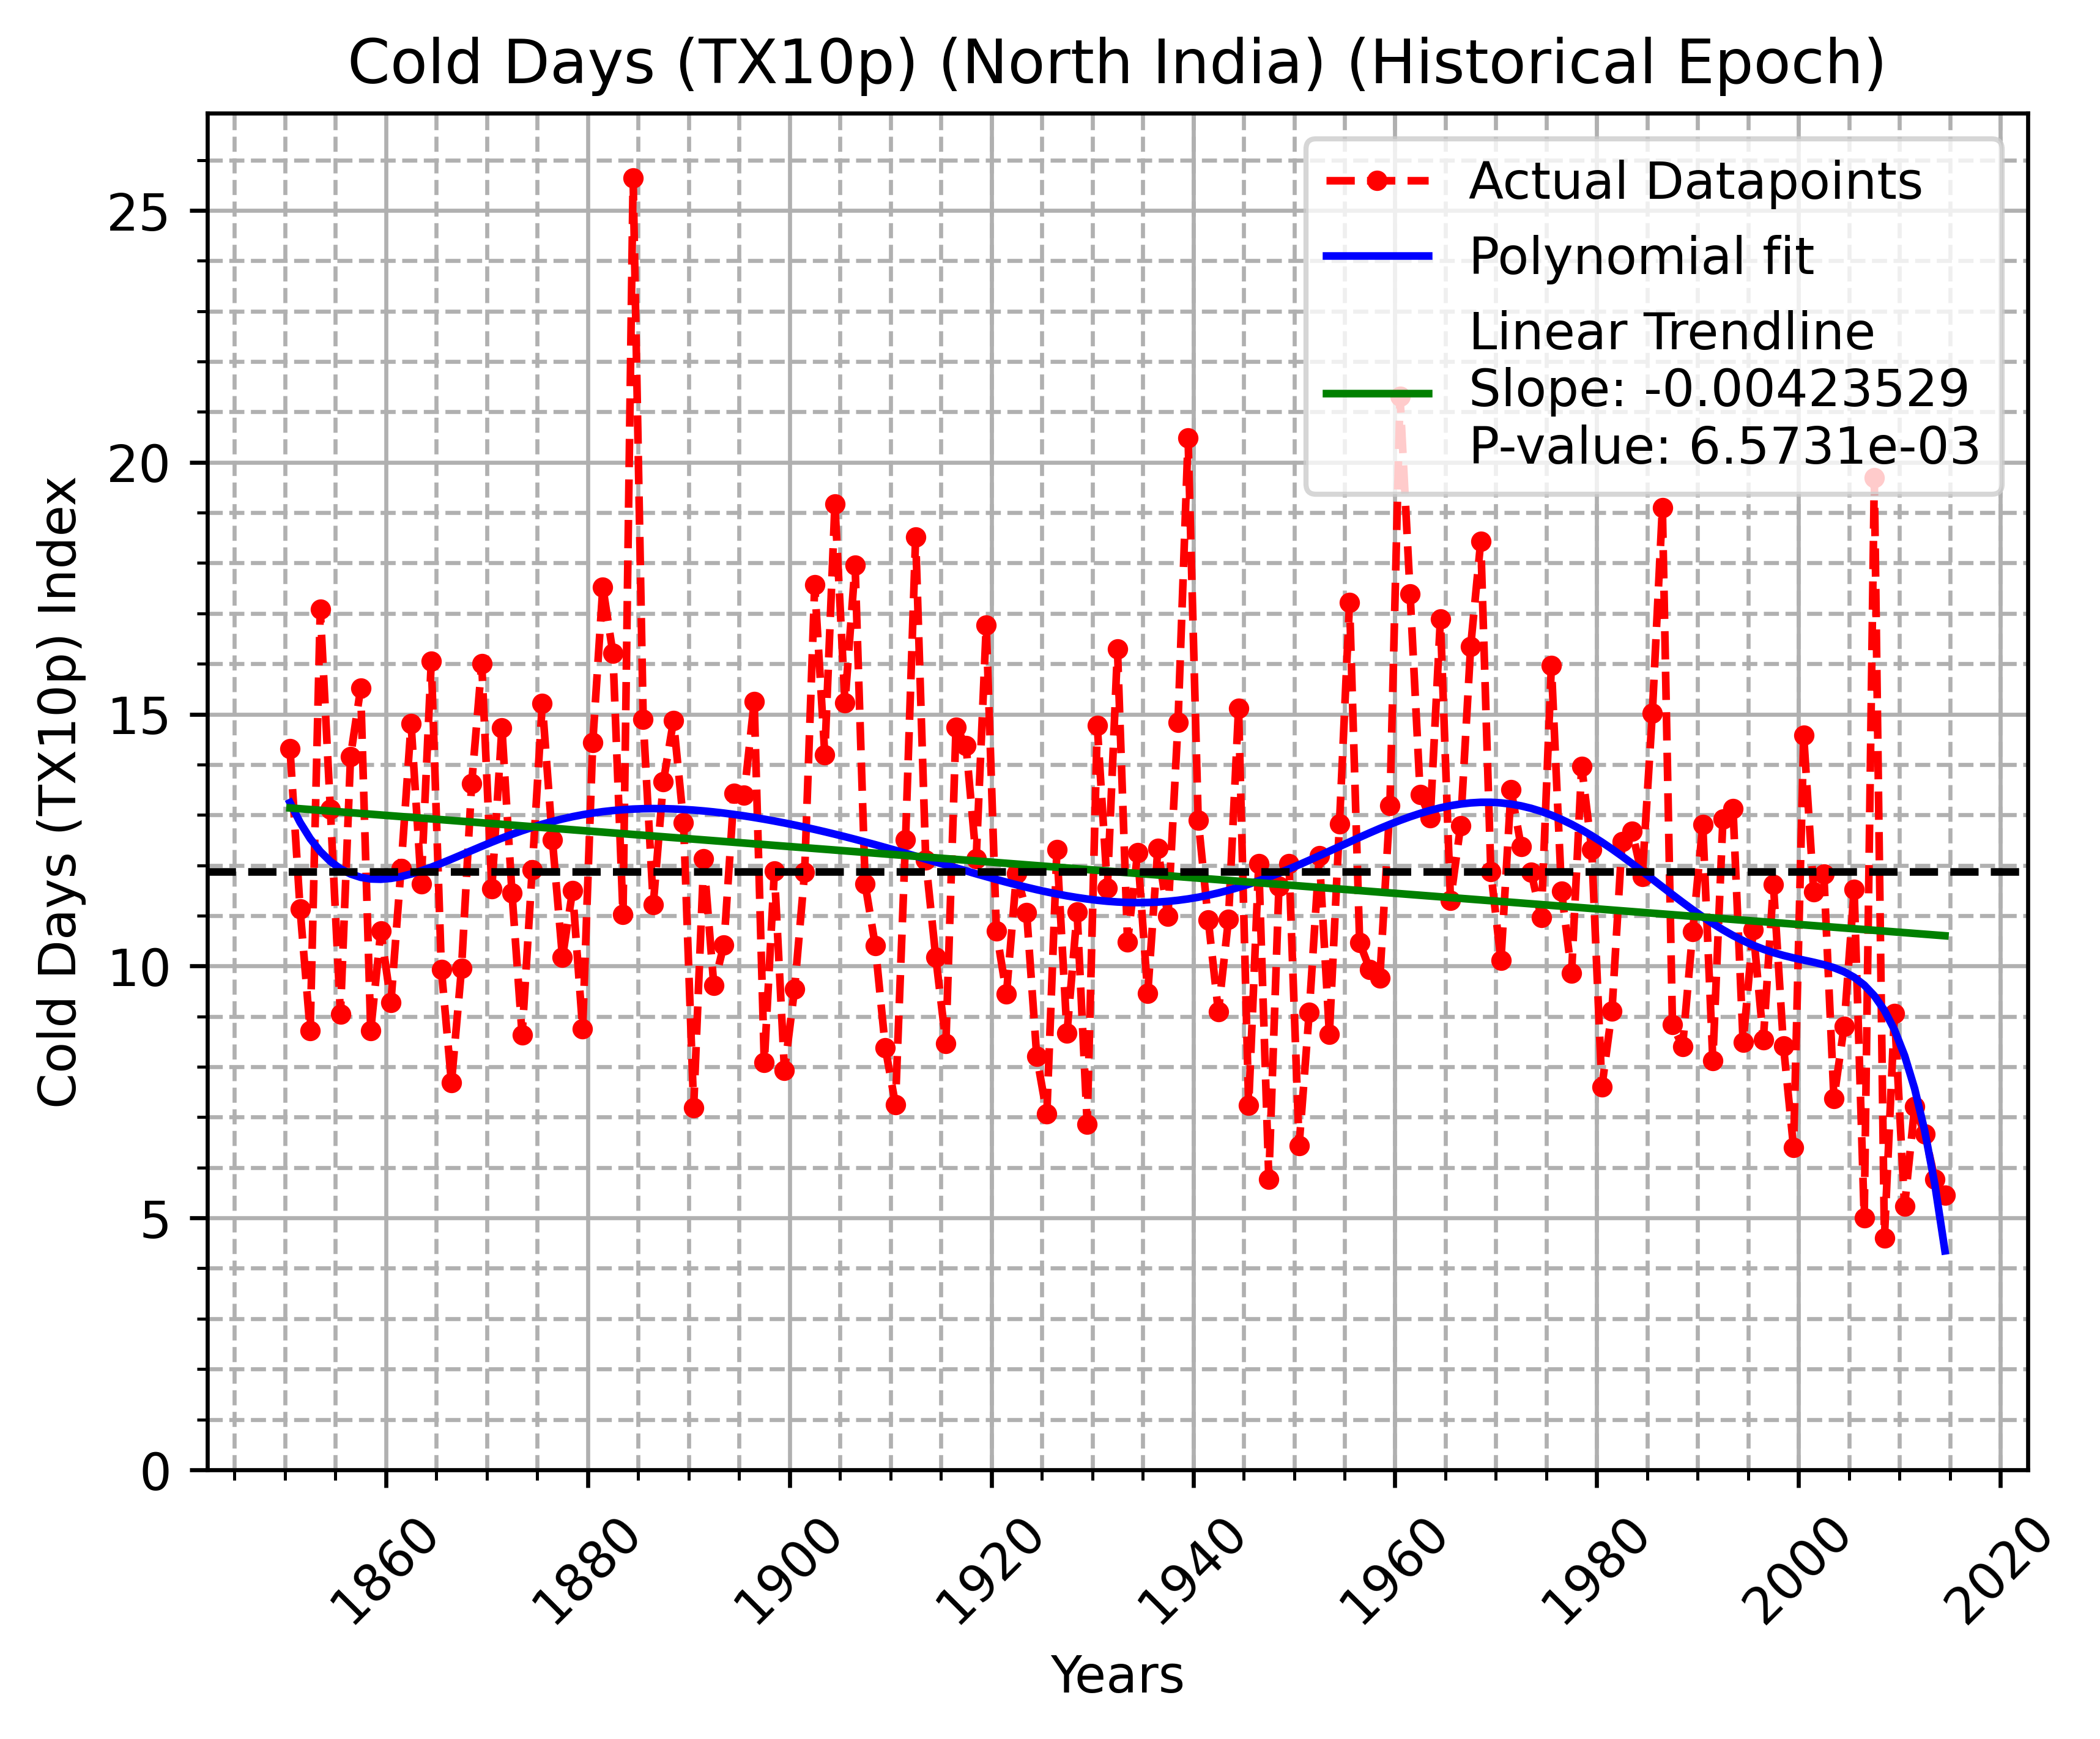 Cold Days (TX10p) (North India) (Historical Epoch)
Actual Datapoints
Polynomial fit
Linear Trendline
Slope: -0.00423529
P-value: 6.5731e-03
Cold Days (TX10p) Index
25
20
15
10
5
0
1860
1880
1900
1920
1940
1960
1980
2000
2020
Years